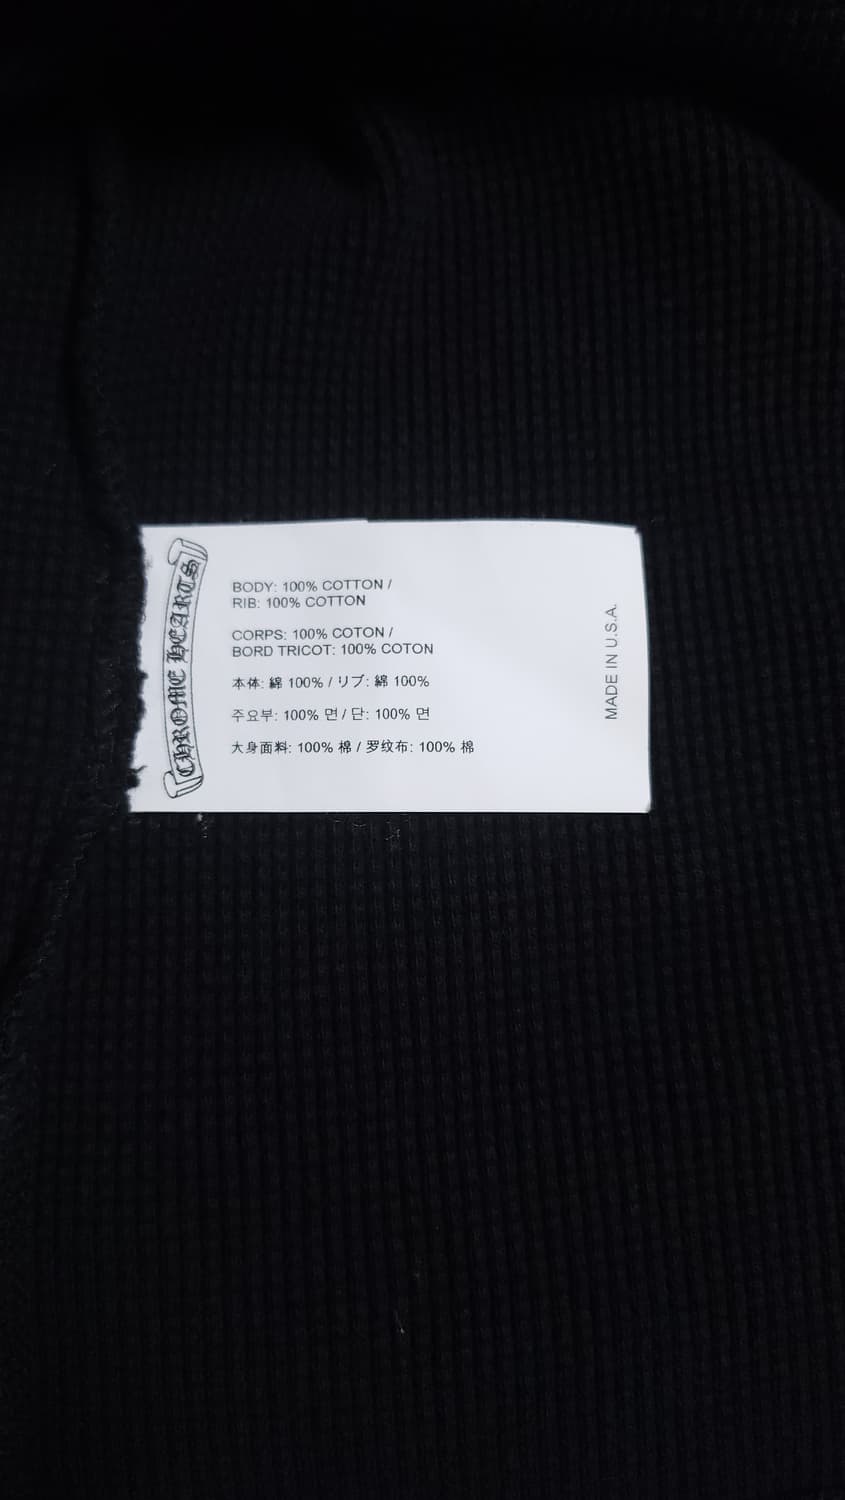 CHROME HEARTS
BODY: 100% COTTON /
RIB: 100% COTTON
CORPS: 100% COTON /
BORD TRICOT: 100% COTON
本体: 綿 100% / リブ: 綿 100%
주요부: 100% 면 / 단: 100% 면
大身面料: 100% 棉 / 罗纹布: 100% 棉
MADE IN U.S.A.